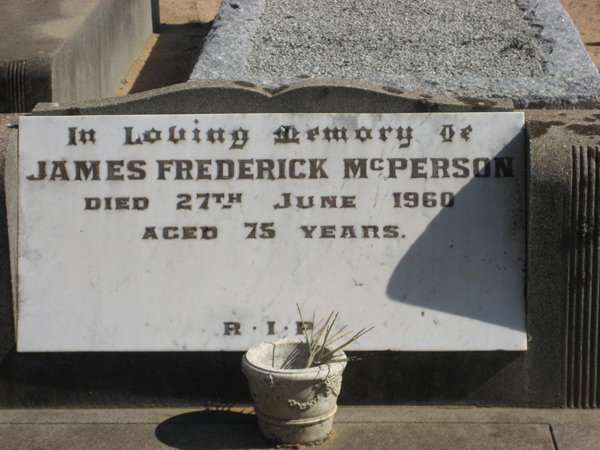 In Loving Memory Of
JAMES FREDERICK McPERSON
DIED 27TH JUNE 1960
AGED 75 YEARS.
R.I.P